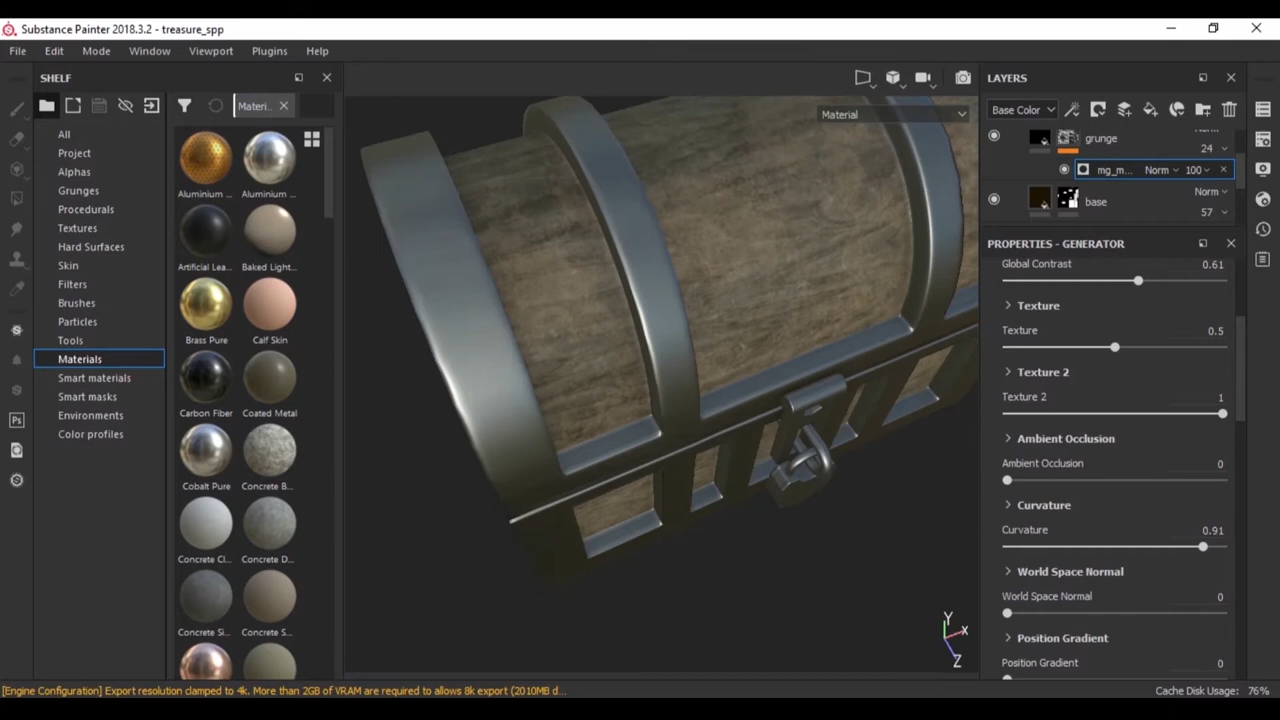 Substance Painter 2018.3.2 - treasure_spp
File Edit Mode Window Viewport Plugins Help
SHELF
Materi..
All
Project
Alphas
Grunges
Procedurals
Textures
Hard Surfaces
Skin
Filters
Brushes
Particles
Tools
Materials
Smart materials
Smart masks
Environments
Color profiles
Aluminium ... Aluminium ...
Artificial Lea... Baked Light...
Brass Pure Calf Skin
Carbon Fiber Coated Metal
Cobalt Pure Concrete B...
Concrete Cl... Concrete D...
Concrete Si... Concrete S...
Material
Y
X
Z
LAYERS
Base Color
grunge Norm
24
mg_m... Norm 100
Norm
base
57
PROPERTIES - GENERATOR
Global Contrast 0.61
Texture
Texture 0.5
Texture 2
Texture 2 1
Ambient Occlusion
Ambient Occlusion 0
Curvature
Curvature 0.91
World Space Normal
World Space Normal 0
Position Gradient
Position Gradient 0
Ps
[Engine Configuration] Export resolution clamped to 4k. More than 2GB of VRAM are required to allows 8k export (2010MB d...
Cache Disk Usage: 76%